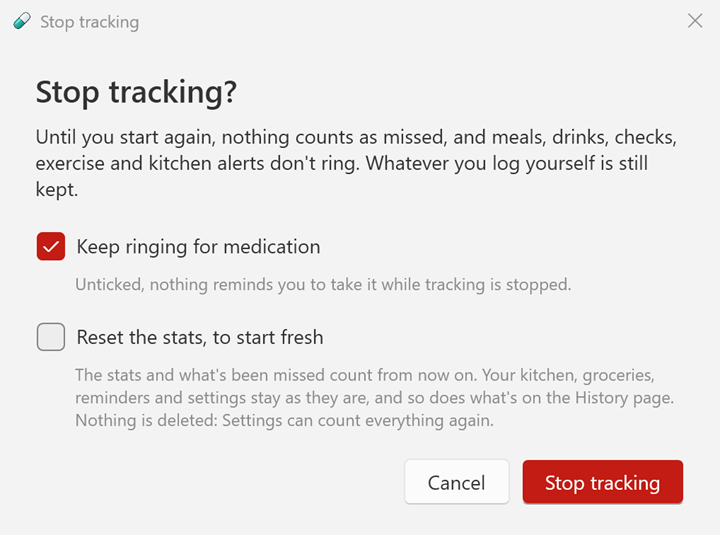 Stop tracking
Stop tracking?
Until you start again, nothing counts as missed, and meals, drinks, checks,
exercise and kitchen alerts don't ring. Whatever you log yourself is still
kept.
Keep ringing for medication
Unticked, nothing reminds you to take it while tracking is stopped.
Reset the stats, to start fresh
The stats and what's been missed count from now on. Your kitchen, groceries,
reminders and settings stay as they are, and so does what's on the History page.
Nothing is deleted: Settings can count everything again.
Cancel
Stop tracking